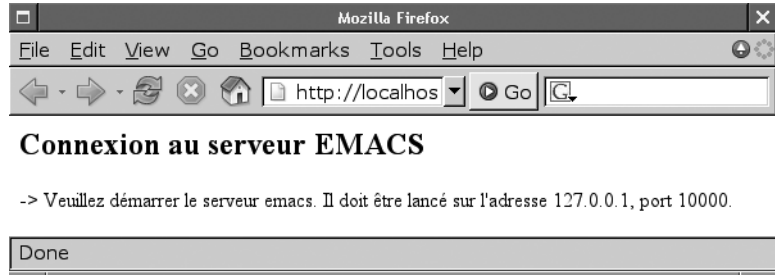 Mozilla Firefox
File Edit View Go Bookmarks Tools Help
http://localhos Go G
Connexion au serveur EMACS
-> Veuillez démarrer le serveur emacs. Il doit être lancé sur l'adresse 127.0.0.1, port 10000.
Done